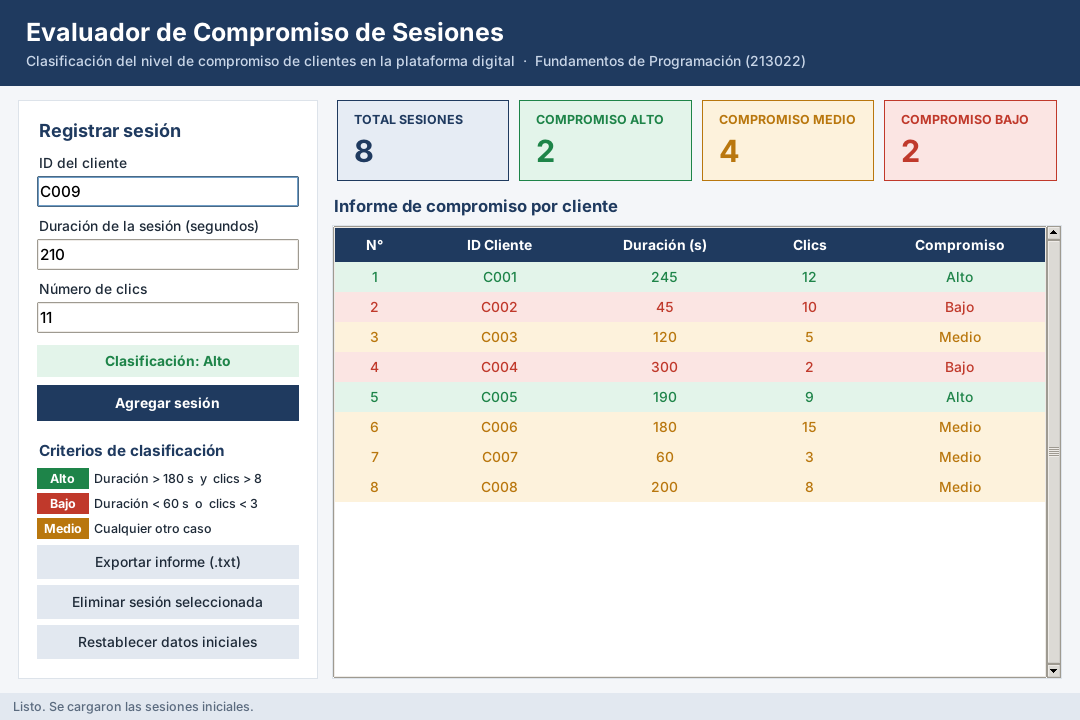 Evaluador de Compromiso de Sesiones
Clasificación del nivel de compromiso de clientes en la plataforma digital · Fundamentos de Programación (213022)
Registrar sesión
ID del cliente
C009
Duración de la sesión (segundos)
210
Número de clics
11
Clasificación: Alto
Agregar sesión
Criterios de clasificación
Alto Duración > 180 s y clics > 8
Bajo Duración < 60 s o clics < 3
Medio Cualquier otro caso
Exportar informe (.txt)
Eliminar sesión seleccionada
Restablecer datos iniciales
TOTAL SESIONES
8
COMPROMISO ALTO
2
COMPROMISO MEDIO
4
COMPROMISO BAJO
2
Informe de compromiso por cliente
N° ID Cliente Duración (s) Clics Compromiso
1 C001 245 12 Alto
2 C002 45 10 Bajo
3 C003 120 5 Medio
4 C004 300 2 Bajo
5 C005 190 9 Alto
6 C006 180 15 Medio
7 C007 60 3 Medio
8 C008 200 8 Medio
Listo. Se cargaron las sesiones iniciales.